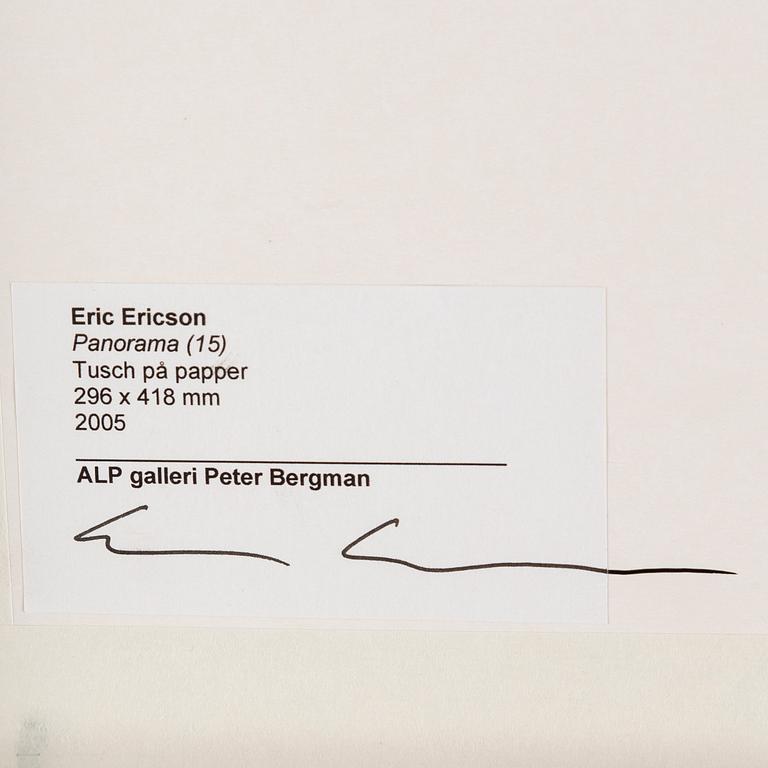 Eric Ericson
Panorama (15)
Tusch på papper
296 x 418 mm
2005
ALP galleri Peter Bergman